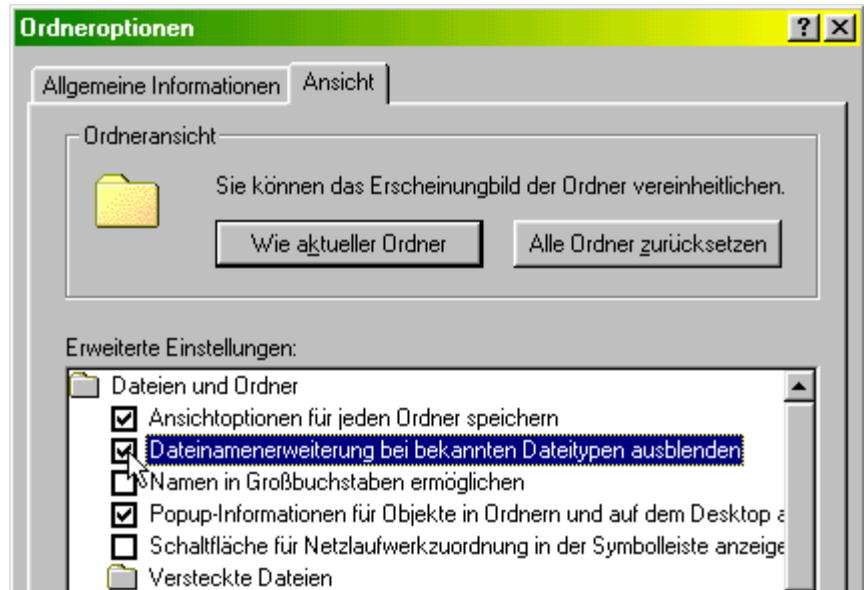 Ordneroptionen
Allgemeine Informationen Ansicht
Ordneransicht
Sie können das Erscheinungbild der Ordner vereinheitlichen.
Wie aktueller Ordner Alle Ordner zurücksetzen
Erweiterte Einstellungen:
Dateien und Ordner
Ansichtoptionen für jeden Ordner speichern
Dateinamenerweiterung bei bekannten Dateitypen ausblenden
Namen in Großbuchstaben ermöglichen
Popup-Informationen für Objekte in Ordnern und auf dem Desktop a
Schaltfläche für Netzlaufwerkzuordnung in der Symbolleiste anzeige
Versteckte Dateien